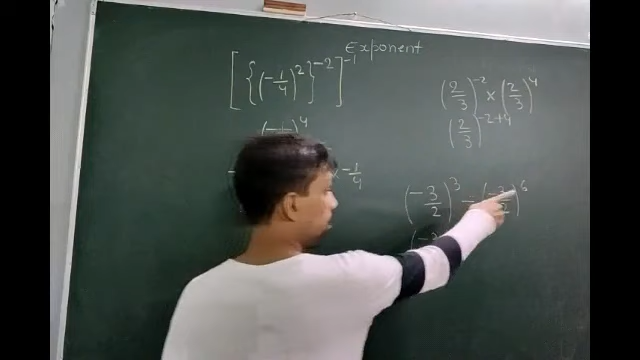 Exponent
[{(-1/4)^2}^-2]^-1
(-1/4)^4
× -1/4
(2/3)^-2 × (2/3)^4
(2/3)^-2+4
(-3/2)^3 ÷ (-3/2)^6